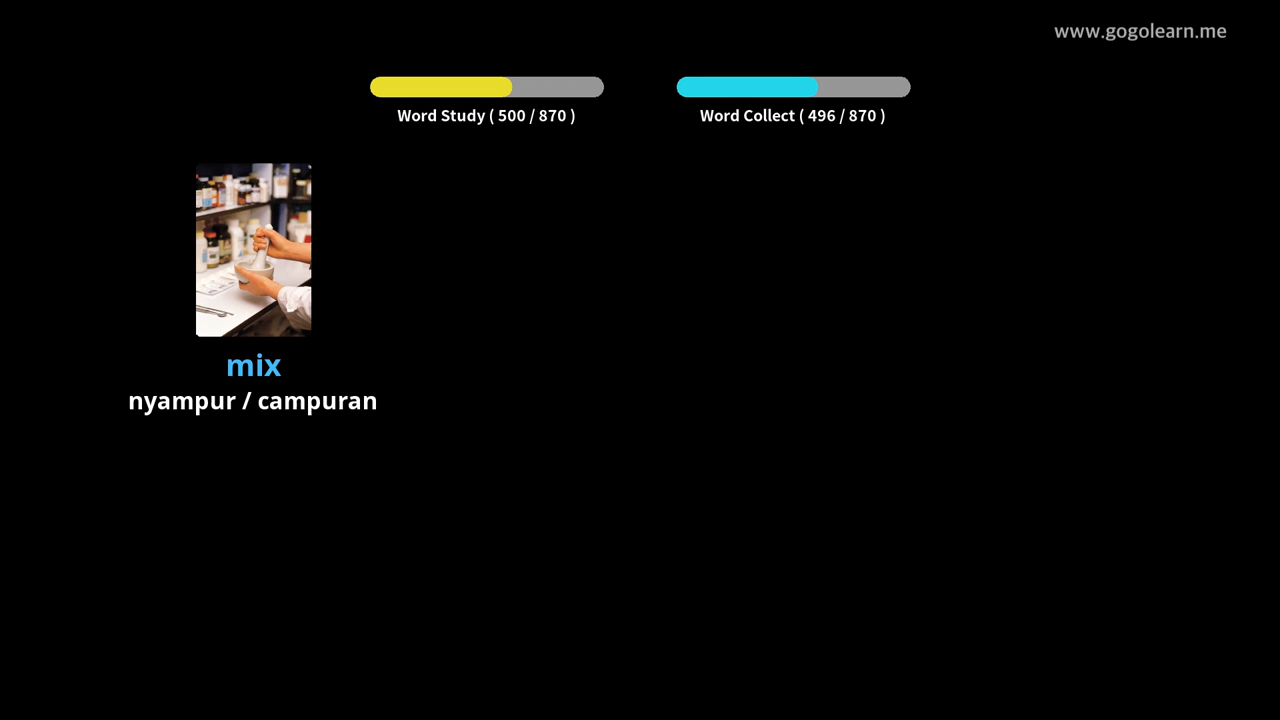 www.gogolearn.me
Word Study ( 500 / 870 )
Word Collect ( 496 / 870 )
mix
nyampur / campuran